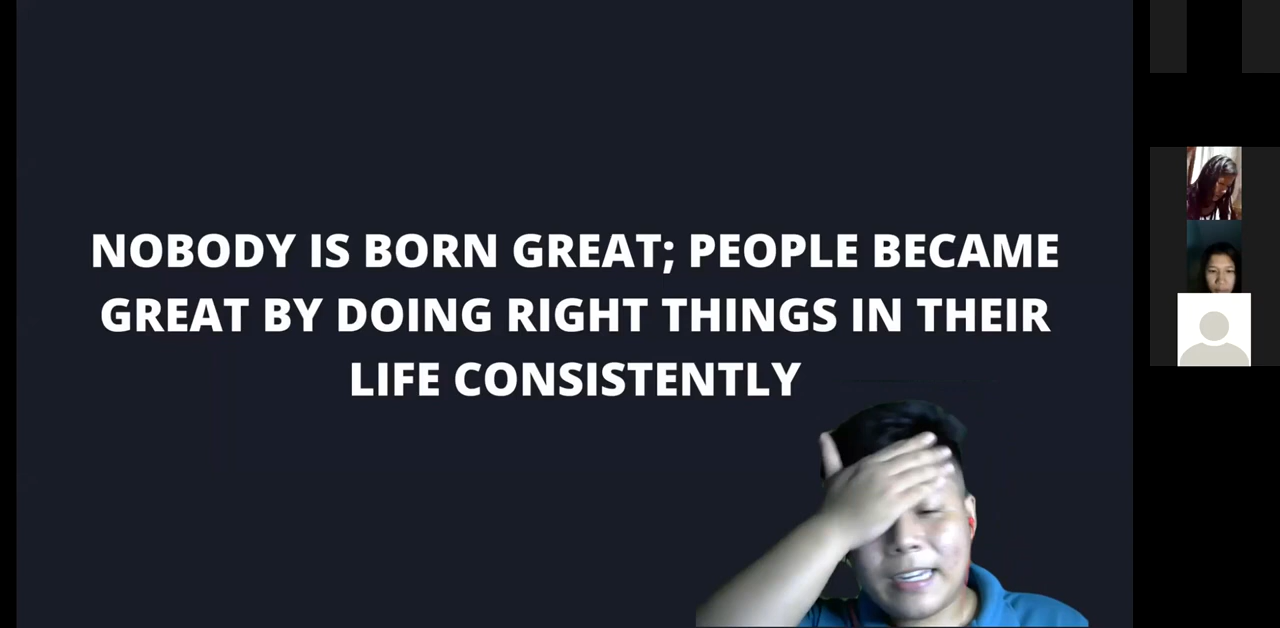 NOBODY IS BORN GREAT; PEOPLE BECAME
GREAT BY DOING RIGHT THINGS IN THEIR
LIFE CONSISTENTLY